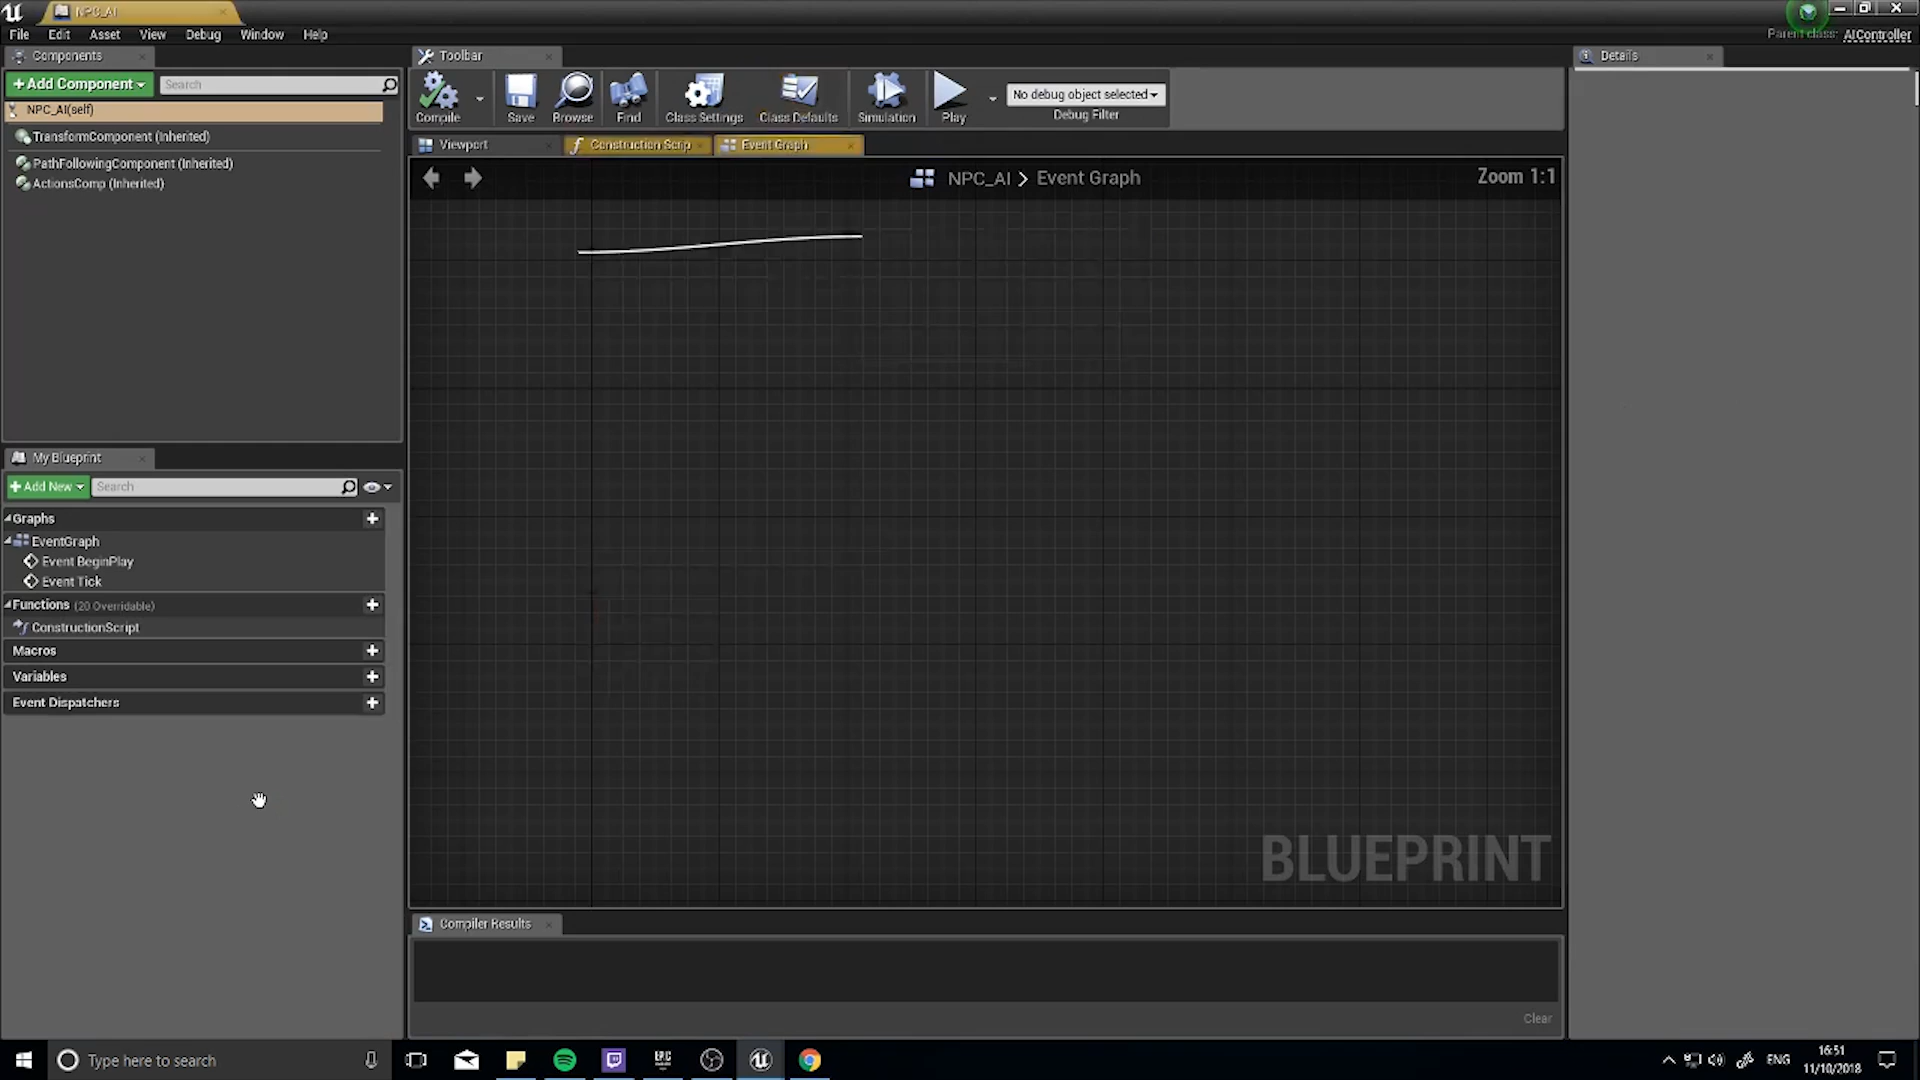 NPC_AI
File Edit Asset View Debug Window Help
Parent class: AIController
Components
+Add Component
Search
NPC_AI(self)
TransformComponent (Inherited)
PathFollowingComponent (Inherited)
ActionsComp (Inherited)
My Blueprint
+Add New
Search
Graphs
EventGraph
Event BeginPlay
Event Tick
Functions (20 Overridable)
ConstructionScript
Macros
Variables
Event Dispatchers
Toolbar
Compile Save Browse Find Class Settings Class Defaults Simulation Play
No debug object selected
Debug Filter
Viewport
Construction Scrip
Event Graph
NPC_AI > Event Graph
Zoom 1:1
BLUEPRINT
Compiler Results
Clear
Details
Type here to search
EPIC
ENG
16:51
11/10/2018